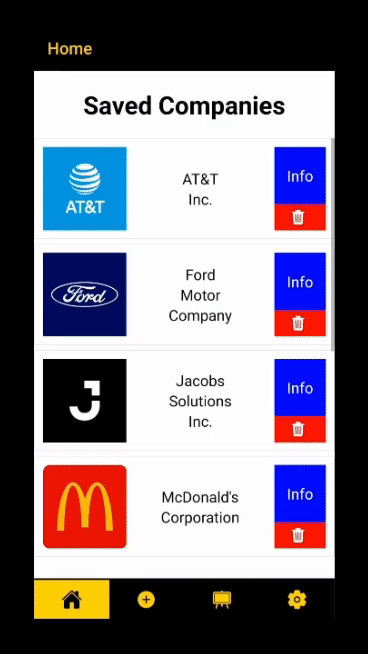 Home
Saved Companies
AT&T
AT&T
Inc.
Info
Ford
Ford
Motor
Company
Info
J
Jacobs
Solutions
Inc.
Info
M
McDonald's
Corporation
Info